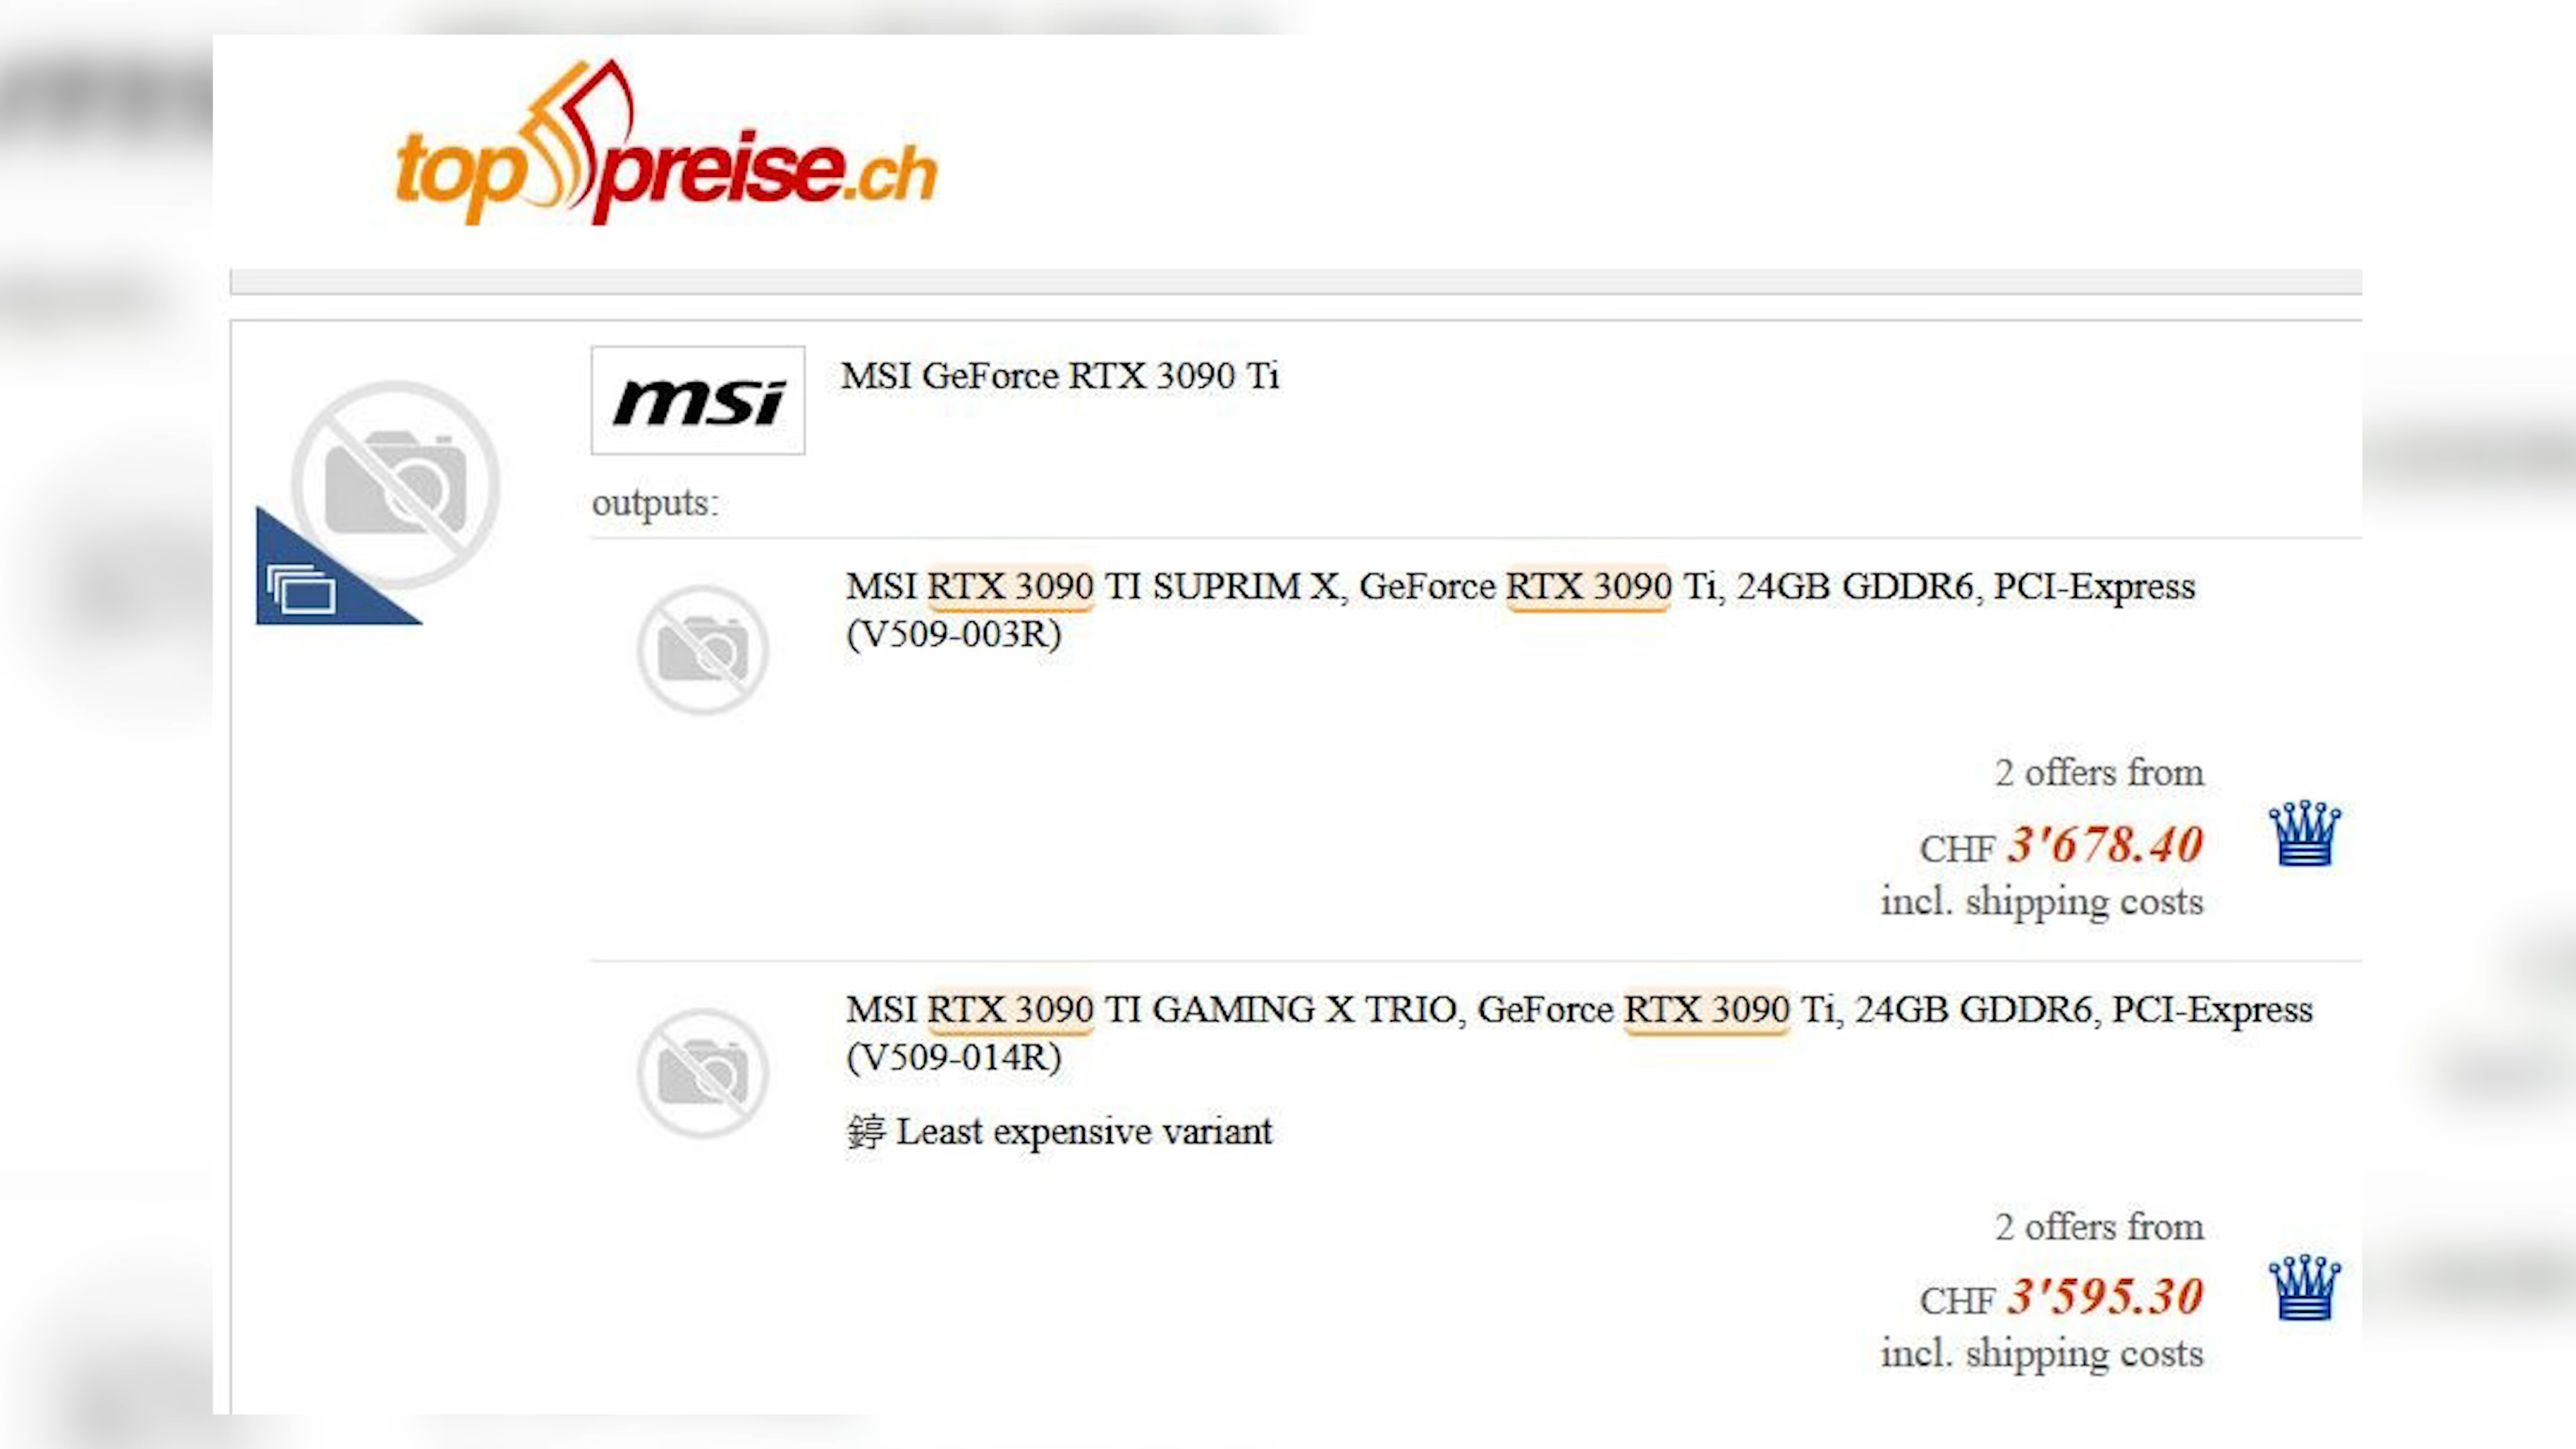 toppreise.ch
msi
MSI GeForce RTX 3090 Ti
outputs:
MSI RTX 3090 TI SUPRIM X, GeForce RTX 3090 Ti, 24GB GDDR6, PCI-Express
(V509-003R)
2 offers from
CHF 3'678.40
incl. shipping costs
MSI RTX 3090 TI GAMING X TRIO, GeForce RTX 3090 Ti, 24GB GDDR6, PCI-Express
(V509-014R)
Least expensive variant
2 offers from
CHF 3'595.30
incl. shipping costs